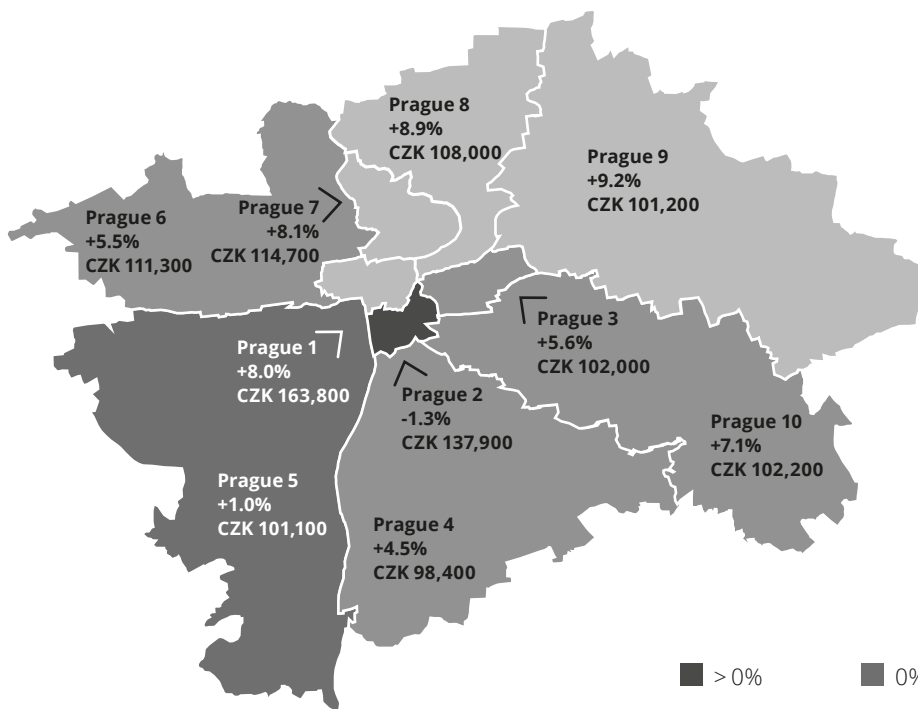 Prague 8
+8.9%
CZK 108,000
Prague 9
+9.2%
CZK 101,200
Prague 6
+5.5%
CZK 111,300
Prague 7
+8.1%
CZK 114,700
Prague 3
+5.6%
CZK 102,000
Prague 1
+8.0%
CZK 163,800
Prague 2
-1.3%
CZK 137,900
Prague 10
+7.1%
CZK 102,200
Prague 5
+1.0%
CZK 101,100
Prague 4
+4.5%
CZK 98,400
> 0%
0%